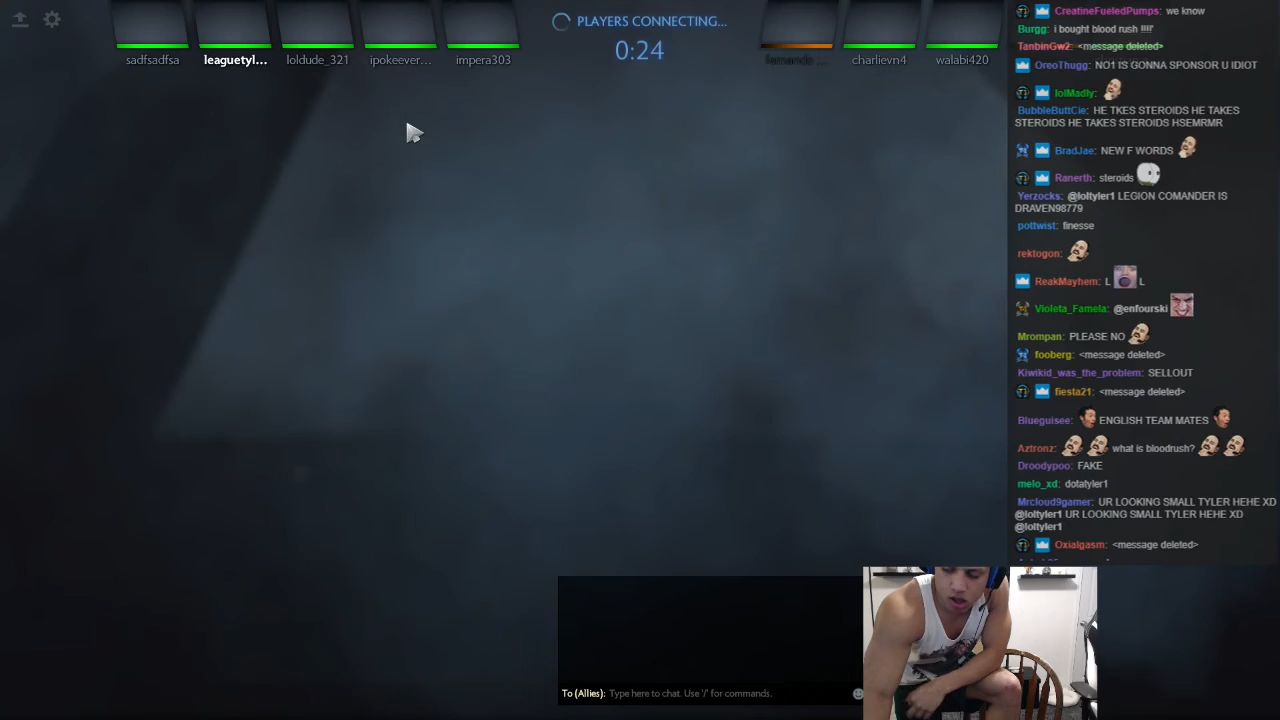 PLAYERS CONNECTING...
0:24
sadfsadfsa
leaguetyl...
loldude_321
ipokeever...
impera303
charlievn4
walabi420
CreatineFueledPumps: we know
Burgg: i bought blood rush !!!!'
TanbinGw2: <message deleted>
OreoThugg: NO1 IS GONNA SPONSOR U IDIOT
lolMadly:
BubbleButtCie: HE TKES STEROIDS HE TAKES
STEROIDS HE TAKES STEROIDS HSEMRMR
BradJae: NEW F WORDS
Ranerth: steroids
Yerzocks: @loltyler1 LEGION COMANDER IS
DRAVEN98779
pottwist: finesse
rektogon:
ReakMayhem: L L
Violeta_Famela: @enfourski
Mrompan: PLEASE NO
fooberg: <message deleted>
Kiwikid_was_the_problem: SELLOUT
fiesta21: <message deleted>
Blueguisee: ENGLISH TEAM MATES
Aztronz: what is bloodrush?
Droodypoo: FAKE
melo_xd: dotatyler1
Mrcloud9gamer: UR LOOKING SMALL TYLER HEHE XD
@loltyler1 UR LOOKING SMALL TYLER HEHE XD
@loltyler1
Oxialgasm: <message deleted>
To (Allies): Type here to chat. Use '/' for commands.